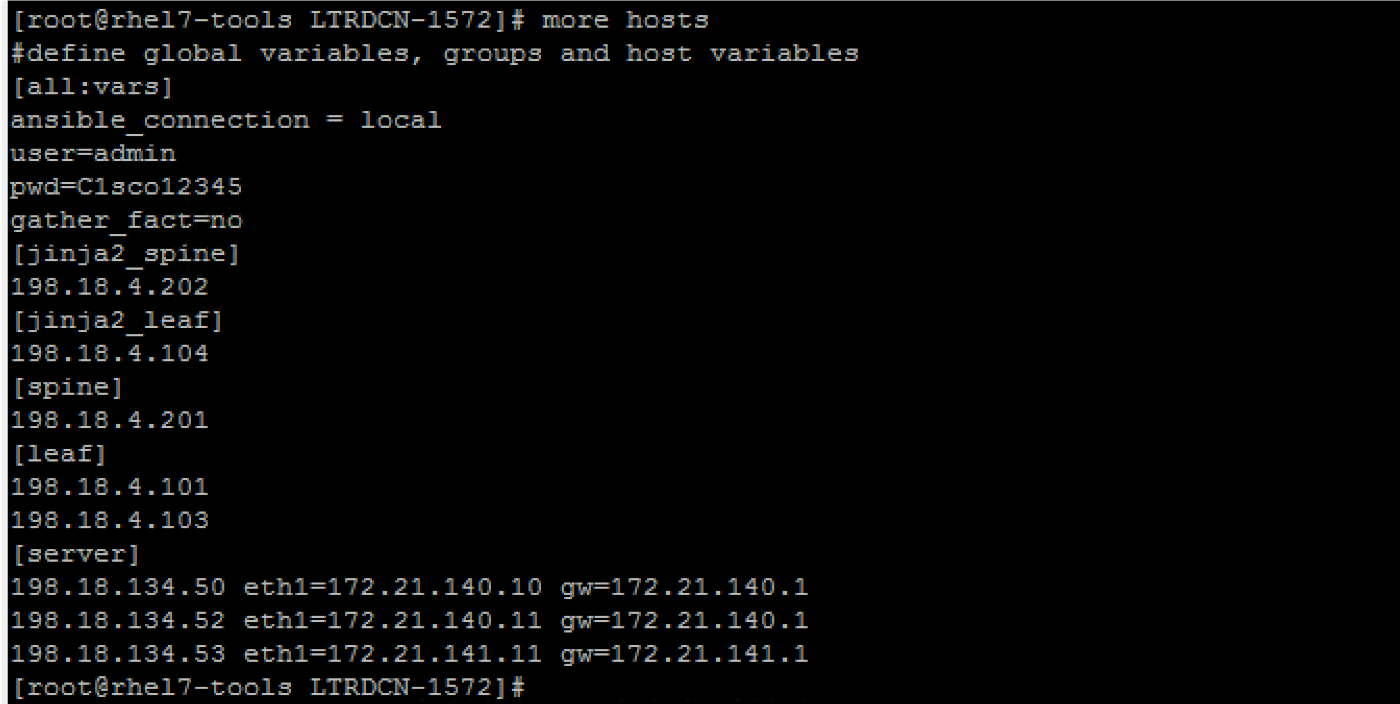 [root@rhel7-tools LTRDCN-1572]# more hosts
#define global variables, groups and host variables
[all:vars]
ansible_connection = local
user=admin
pwd=C1sco12345
gather_fact=no
[jinja2_spine]
198.18.4.202
[jinja2_leaf]
198.18.4.104
[spine]
198.18.4.201
[leaf]
198.18.4.101
198.18.4.103
[server]
198.18.134.50 eth1=172.21.140.10 gw=172.21.140.1
198.18.134.52 eth1=172.21.140.11 gw=172.21.140.1
198.18.134.53 eth1=172.21.141.11 gw=172.21.141.1
[root@rhel7-tools LTRDCN-1572]#